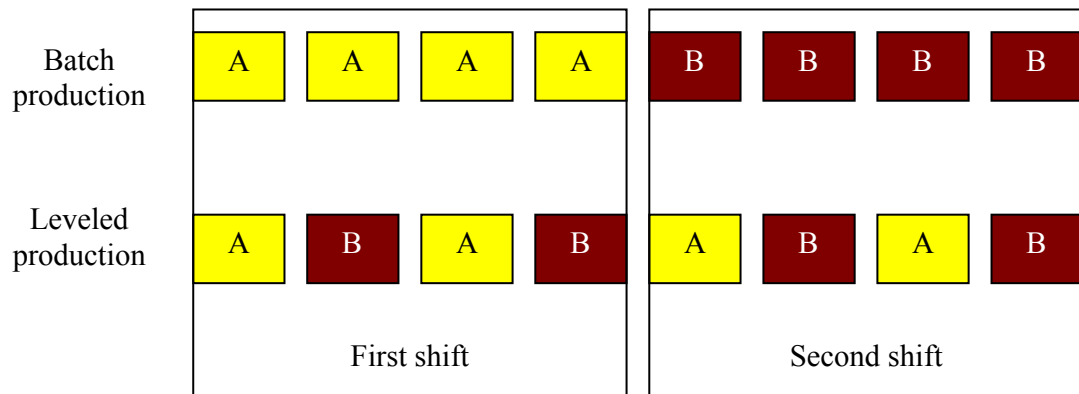 Batch
production
A A A A B B B B
Leveled
production
A B A B A B A B
First shift Second shift